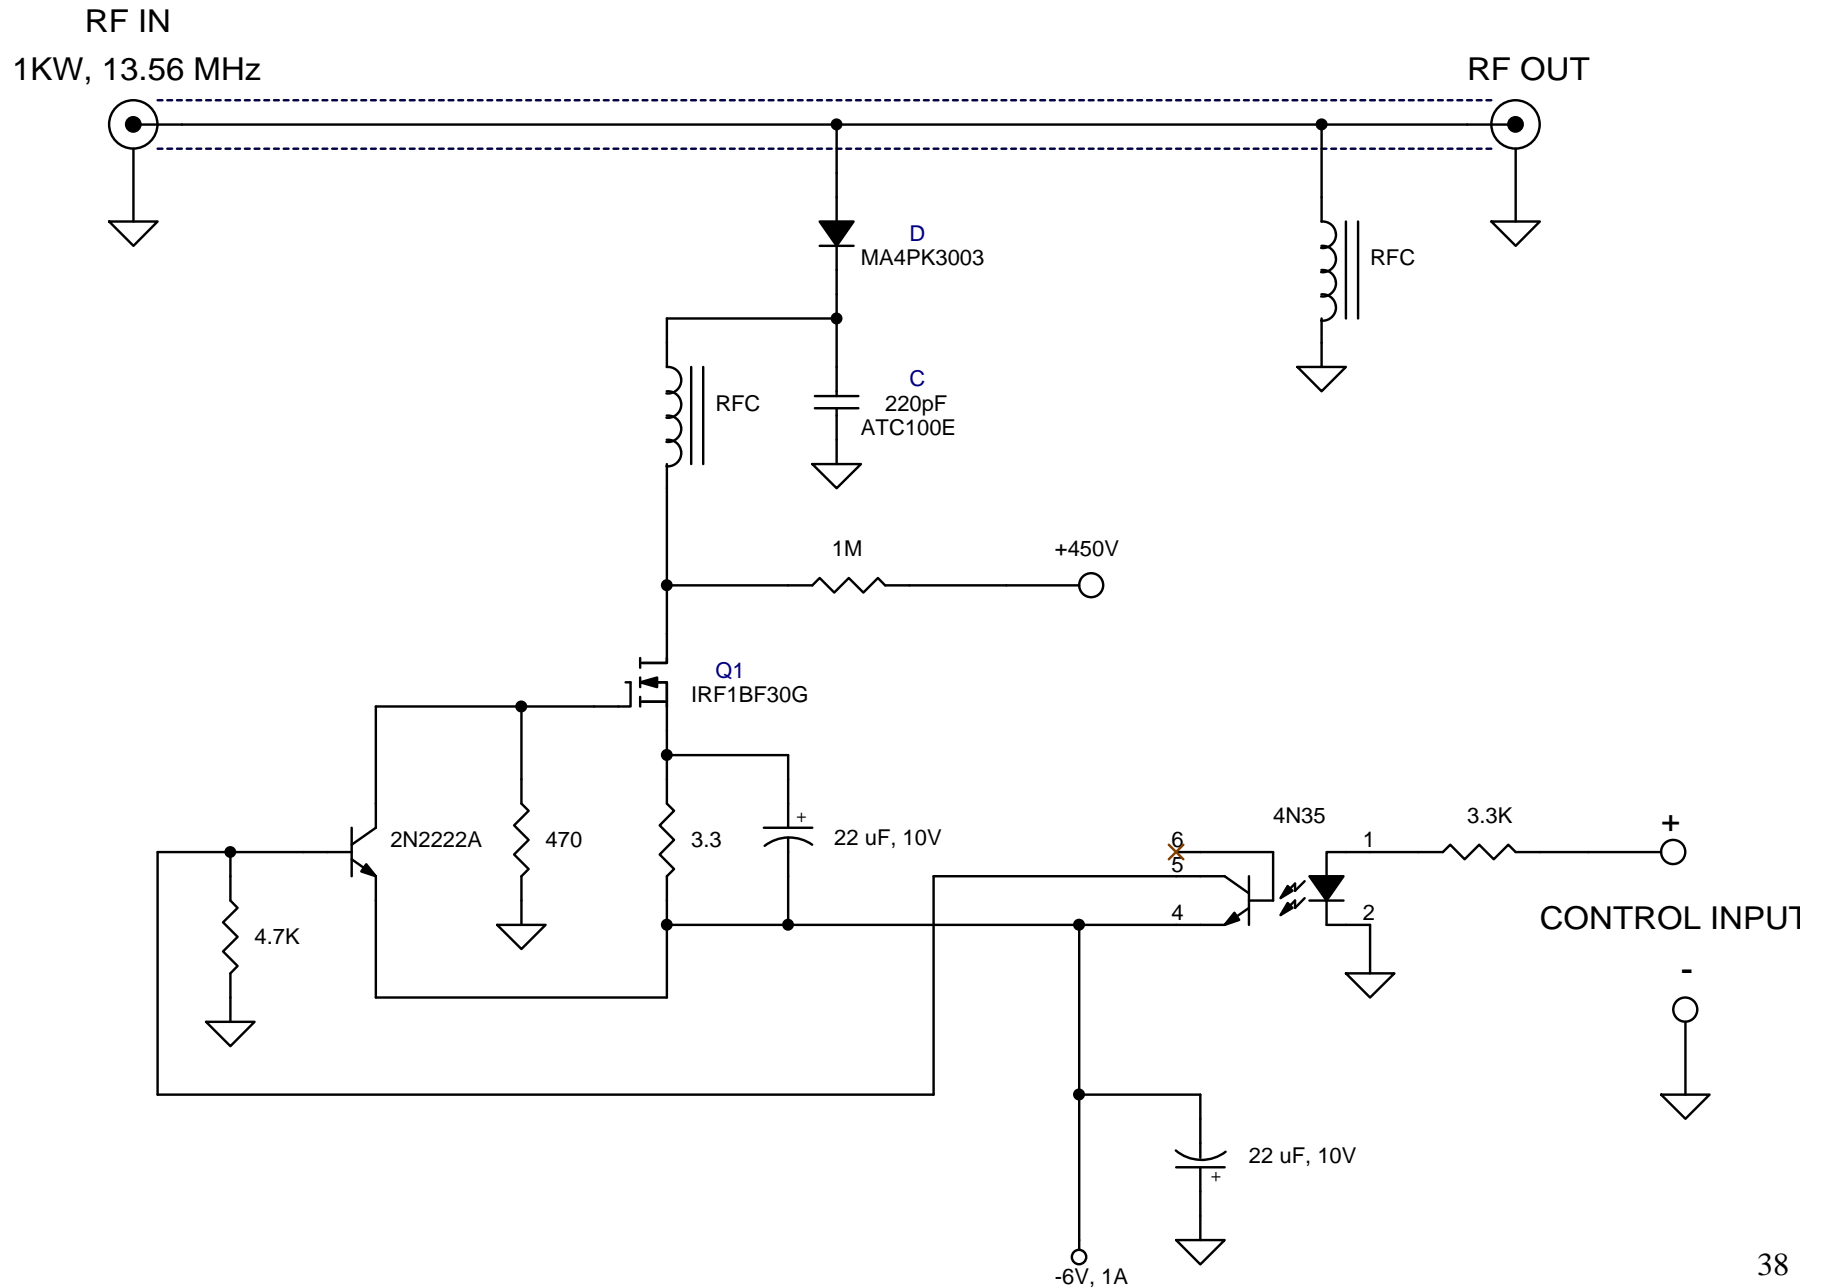 RF IN
1KW, 13.56 MHz
RF OUT
D
MA4PK3003
RFC
C
220pF
ATC100E
RFC
1M
+450V
Q1
IRF1BF30G
2N2222A
470
3.3
+
22 uF, 10V
4.7K
4N35
3.3K
+
6
5
4
1
2
CONTROL INPUT
-
22 uF, 10V
+
-6V, 1A
38